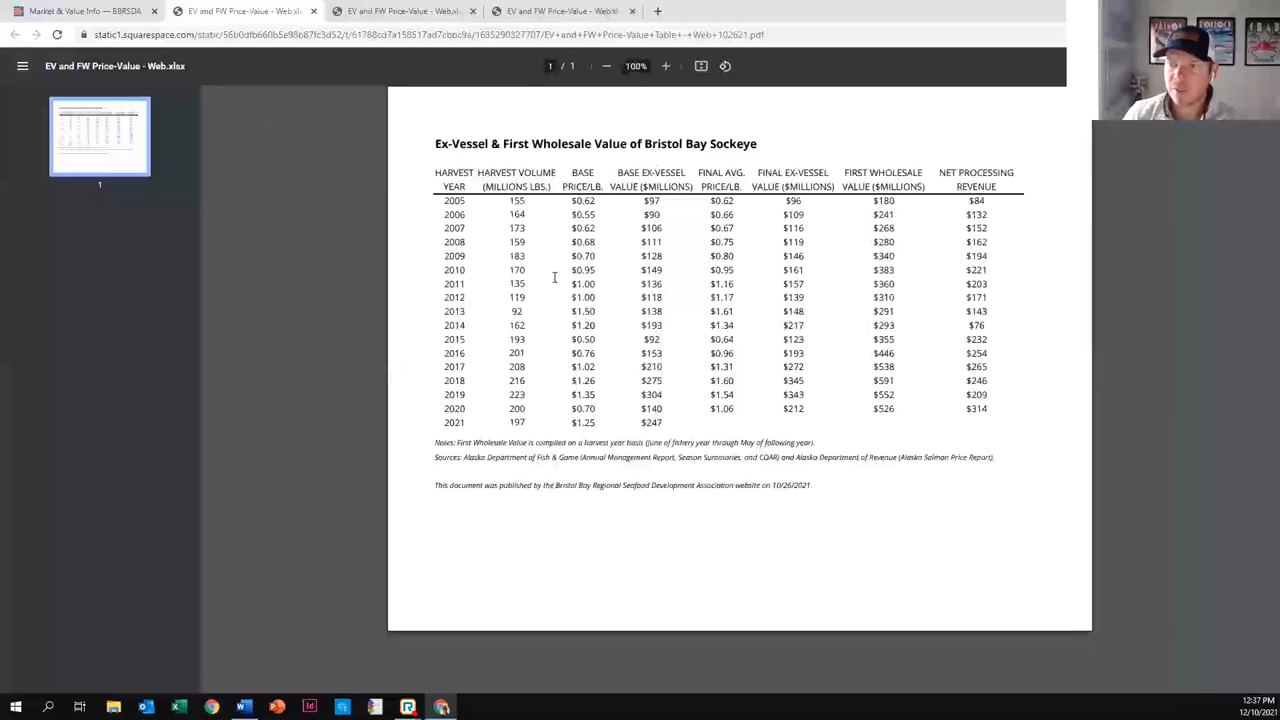 Market & Value Info — BBRSDA
EV and FW Price-Value - Web.xls
EV and FW Price-Value - Web.xls
EV and FW Price-Value - Web.xls
1 / 1
100%
EV and FW Price-Value - Web.xlsx
1
Ex-Vessel & First Wholesale Value of Bristol Bay Sockeye
HARVEST HARVEST VOLUME BASE BASE EX-VESSEL FINAL AVG. FINAL EX-VESSEL FIRST WHOLESALE NET PROCESSING
YEAR (MILLIONS LBS.) PRICE/LB. VALUE ($MILLIONS) PRICE/LB. VALUE ($MILLIONS) VALUE ($MILLIONS) REVENUE
2005 155 $0.62 $97 $0.62 $96 $180 $84
2006 164 $0.55 $90 $0.66 $109 $241 $132
2007 173 $0.62 $106 $0.67 $116 $268 $152
2008 159 $0.68 $111 $0.75 $119 $280 $162
2009 183 $0.70 $128 $0.80 $146 $340 $194
2010 170 $0.95 $149 $0.95 $161 $383 $221
2011 135 $1.00 $136 $1.16 $157 $360 $203
2012 119 $1.00 $118 $1.17 $139 $310 $171
2013 92 $1.50 $138 $1.61 $148 $291 $143
2014 162 $1.20 $193 $1.34 $217 $293 $76
2015 193 $0.50 $92 $0.64 $123 $355 $232
2016 201 $0.76 $153 $0.96 $193 $446 $254
2017 208 $1.02 $210 $1.31 $272 $538 $265
2018 216 $1.26 $275 $1.60 $345 $591 $246
2019 223 $1.35 $304 $1.54 $343 $552 $209
2020 200 $0.70 $140 $1.06 $212 $526 $314
2021 197 $1.25 $247
Notes: First Wholesale Value is compiled on a harvest year basis (June of fishery year through May of following year).
Sources: Alaska Department of Fish & Game (Annual Management Report, Season Summaries, and COAR) and Alaska Department of Revenue (Alaska Salmon Price Report).
This document was published by the Bristol Bay Regional Seafood Development Association website on 10/26/2021.
12:37 PM
12/10/2021